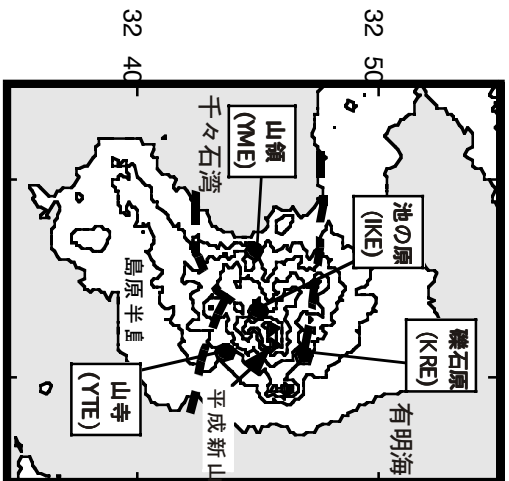 32 50
32 40
千々石湾
山領
(YME)
池の原
(IKE)
礫石原
(KRE)
有明海
島原半島
山寺
(YTE)
平成新山